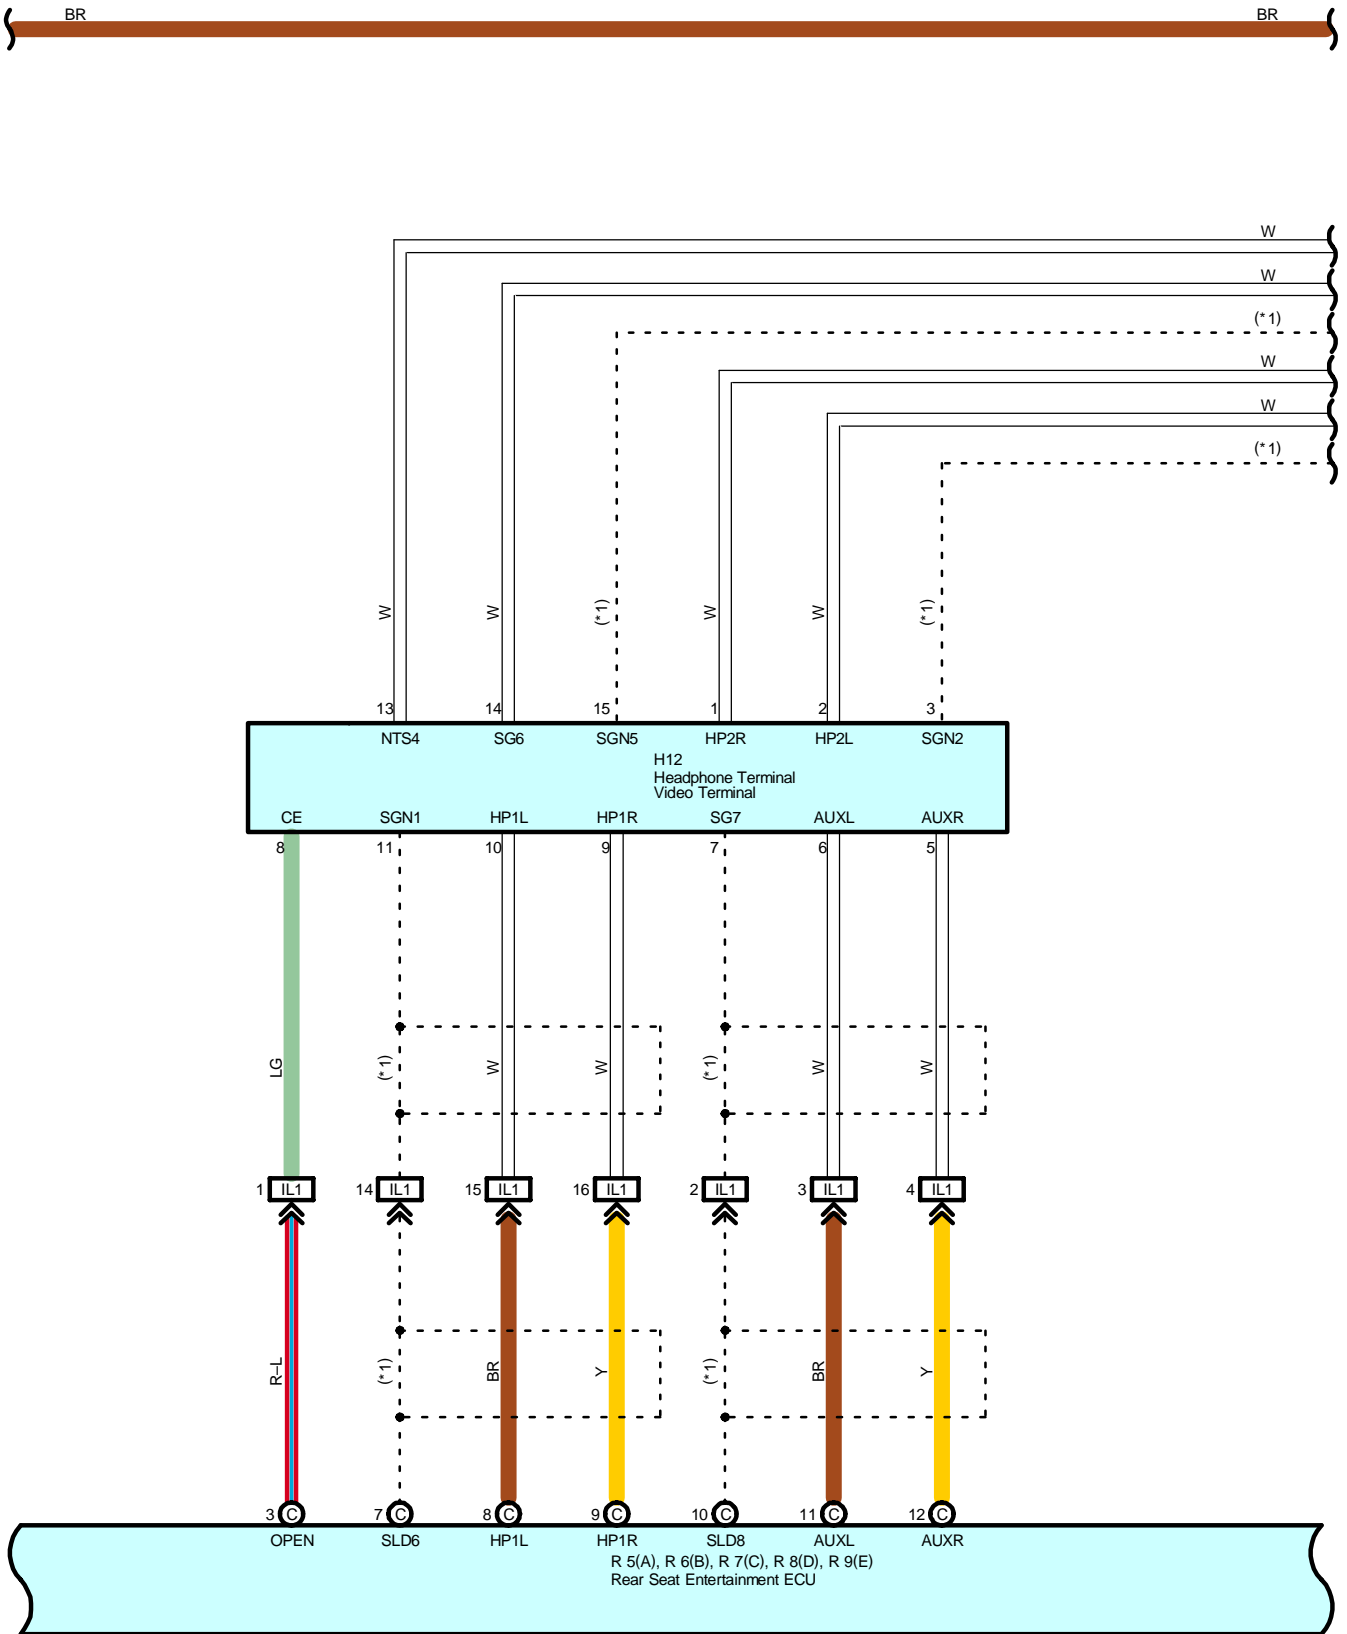 BR BR
W
W
(*1)
W
W
(*1)
W W (*1) W W (*1)
13 14 15 1 2 3
NTS4 SG6 SGN5 HP2R HP2L SGN2
H12
Headphone Terminal
Video Terminal
CE SGN1 HP1L HP1R SG7 AUXL AUXR
8 11 10 9 7 6 5
LG (*1) W W (*1) W W
1 IL1 14 IL1 15 IL1 16 IL1 2 IL1 3 IL1 4 IL1
R–L (*1) BR Y (*1) BR Y
3 C 7 C 8 C 9 C 10 C 11 C 12 C
OPEN SLD6 HP1L HP1R SLD8 AUXL AUXR
R 5(A), R 6(B), R 7(C), R 8(D), R 9(E)
Rear Seat Entertainment ECU